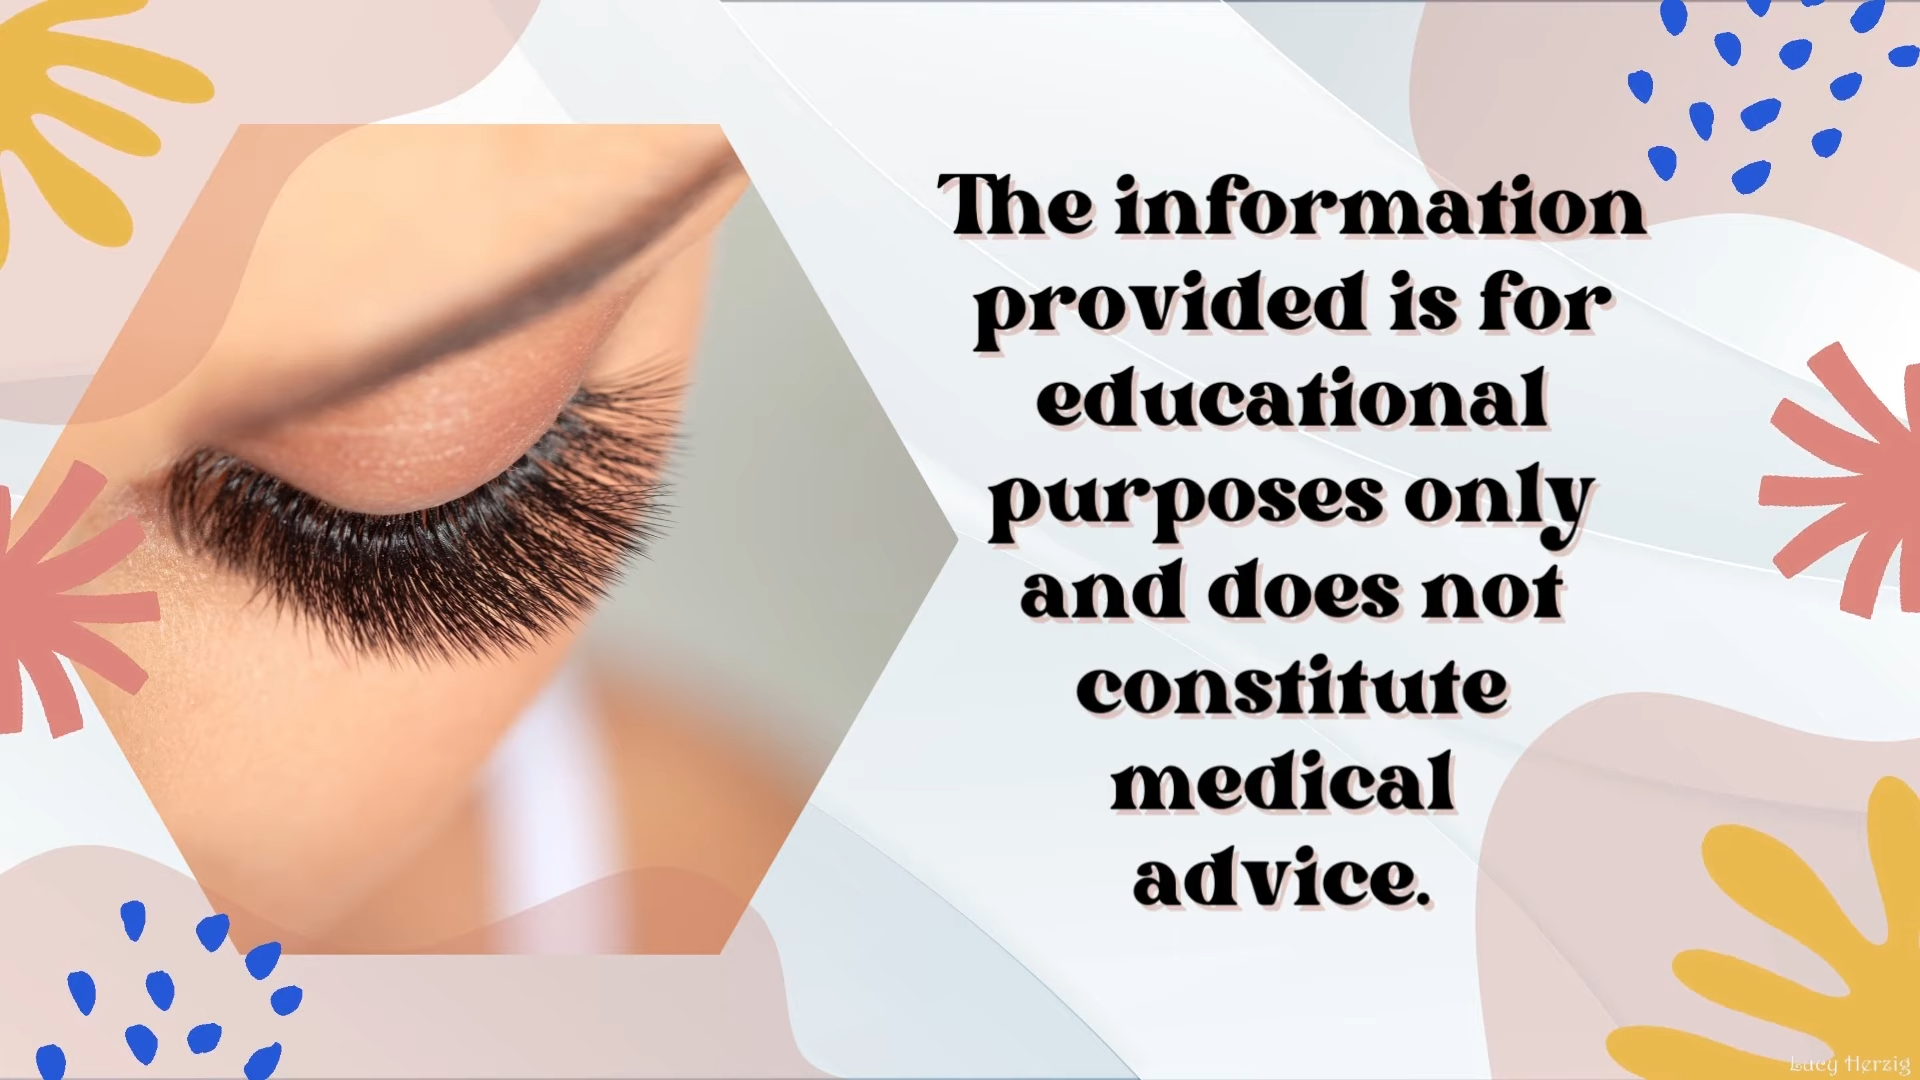 The information
provided is for
educational
purposes only
and does not
constitute
medical
advice.
Lucy Herzig